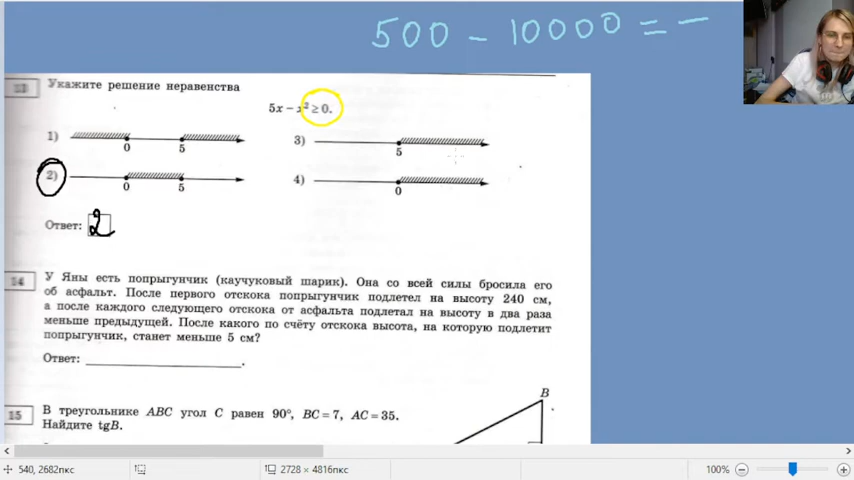 500 - 10000 = -
13 Укажите решение неравенства
5x − x² ≥ 0.
1) 0 5
3) 5
2) 0 5
4) 0
Ответ: 2
14 У Яны есть попрыгунчик (каучуковый шарик). Она со всей силы бросила его
об асфальт. После первого отскока попрыгунчик подлетел на высоту 240 см,
а после каждого следующего отскока от асфальта подлетал на высоту в два раза
меньше предыдущей. После какого по счёту отскока высота, на которую подлетит
попрыгунчик, станет меньше 5 см?
Ответ: .
B
15 В треугольнике ABC угол C равен 90°, BC = 7, AC = 35.
Найдите tgB.
540, 2682пкс 2728 × 4816пкс 100%